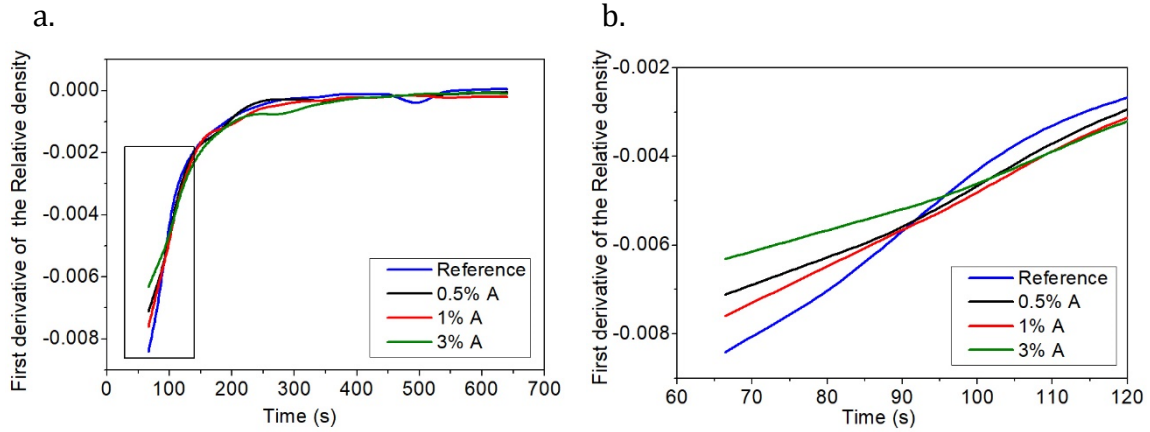 a.
First derivative of the Relative density
0.000
-0.002
-0.004
-0.006
-0.008
0 100 200 300 400 500 600 700
Time (s)
Reference
0.5% A
1% A
3% A
b.
First derivative of the Relative density
-0.002
-0.004
-0.006
-0.008
60 70 80 90 100 110 120
Time (s)
Reference
0.5% A
1% A
3% A